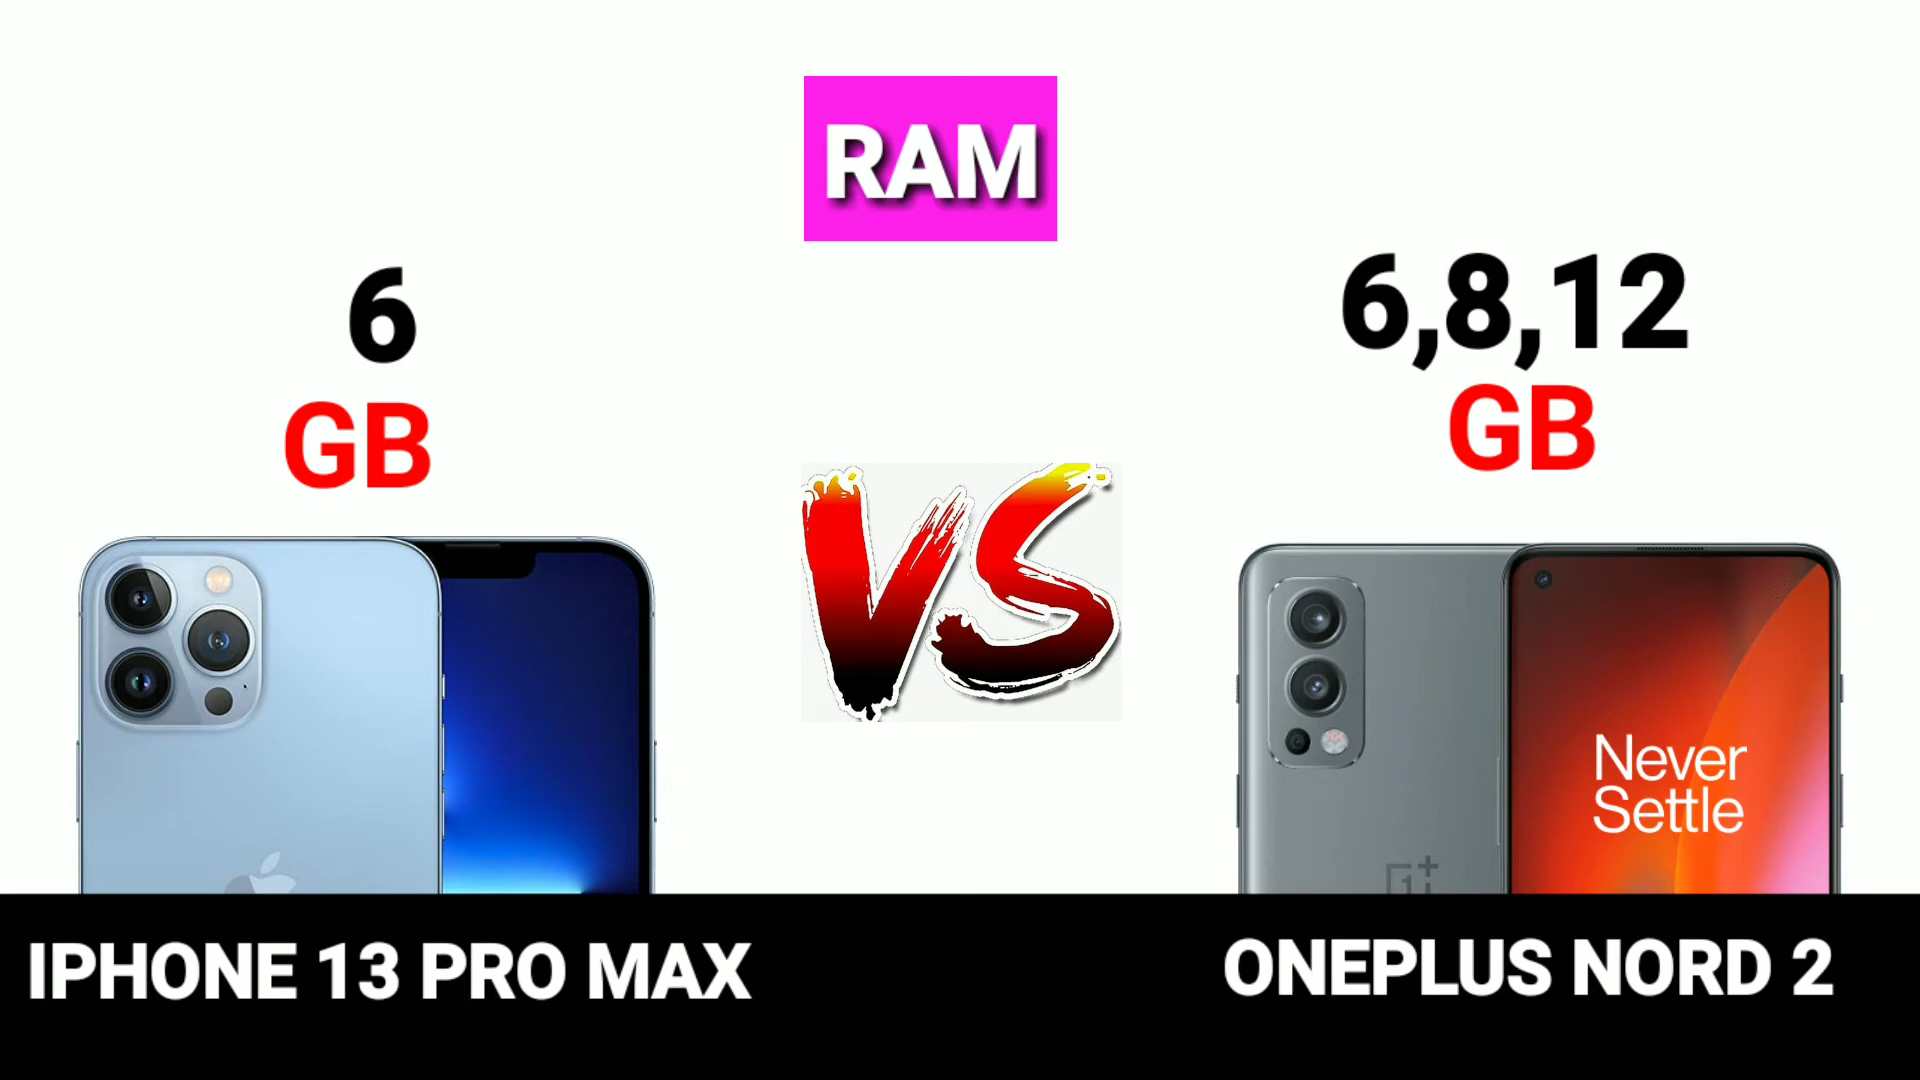 RAM
6
GB
6,8,12
GB
VS
Never
Settle
IPHONE 13 PRO MAX
ONEPLUS NORD 2